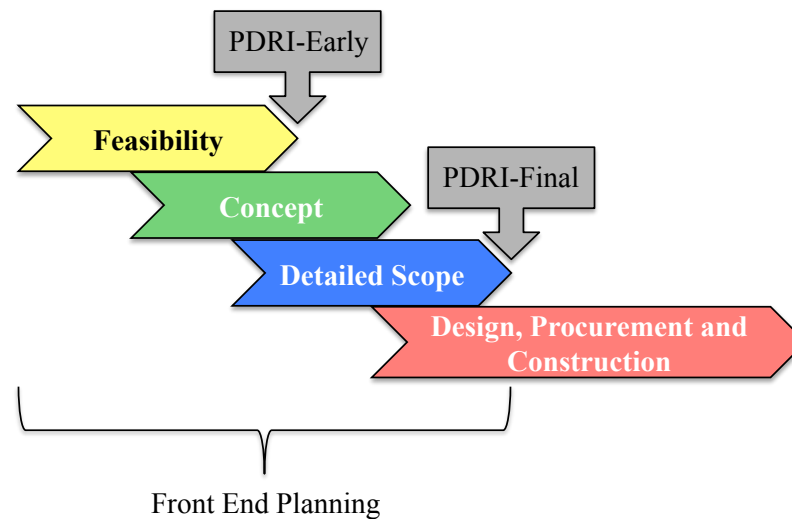 PDRI-Early
Feasibility
PDRI-Final
Concept
Detailed Scope
Design, Procurement and
Construction
Front End Planning